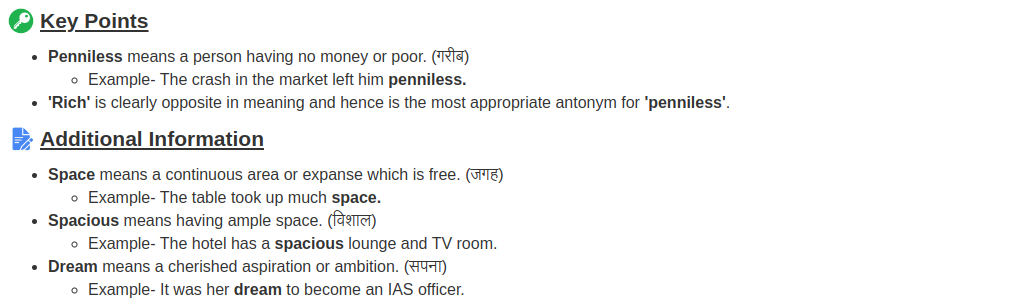 Key Points
Penniless means a person having no money or poor. (गरीब)
Example- The crash in the market left him penniless.
'Rich' is clearly opposite in meaning and hence is the most appropriate antonym for 'penniless'.
Additional Information
Space means a continuous area or expanse which is free. (जगह)
Example- The table took up much space.
Spacious means having ample space. (विशाल)
Example- The hotel has a spacious lounge and TV room.
Dream means a cherished aspiration or ambition. (सपना)
Example- It was her dream to become an IAS officer.